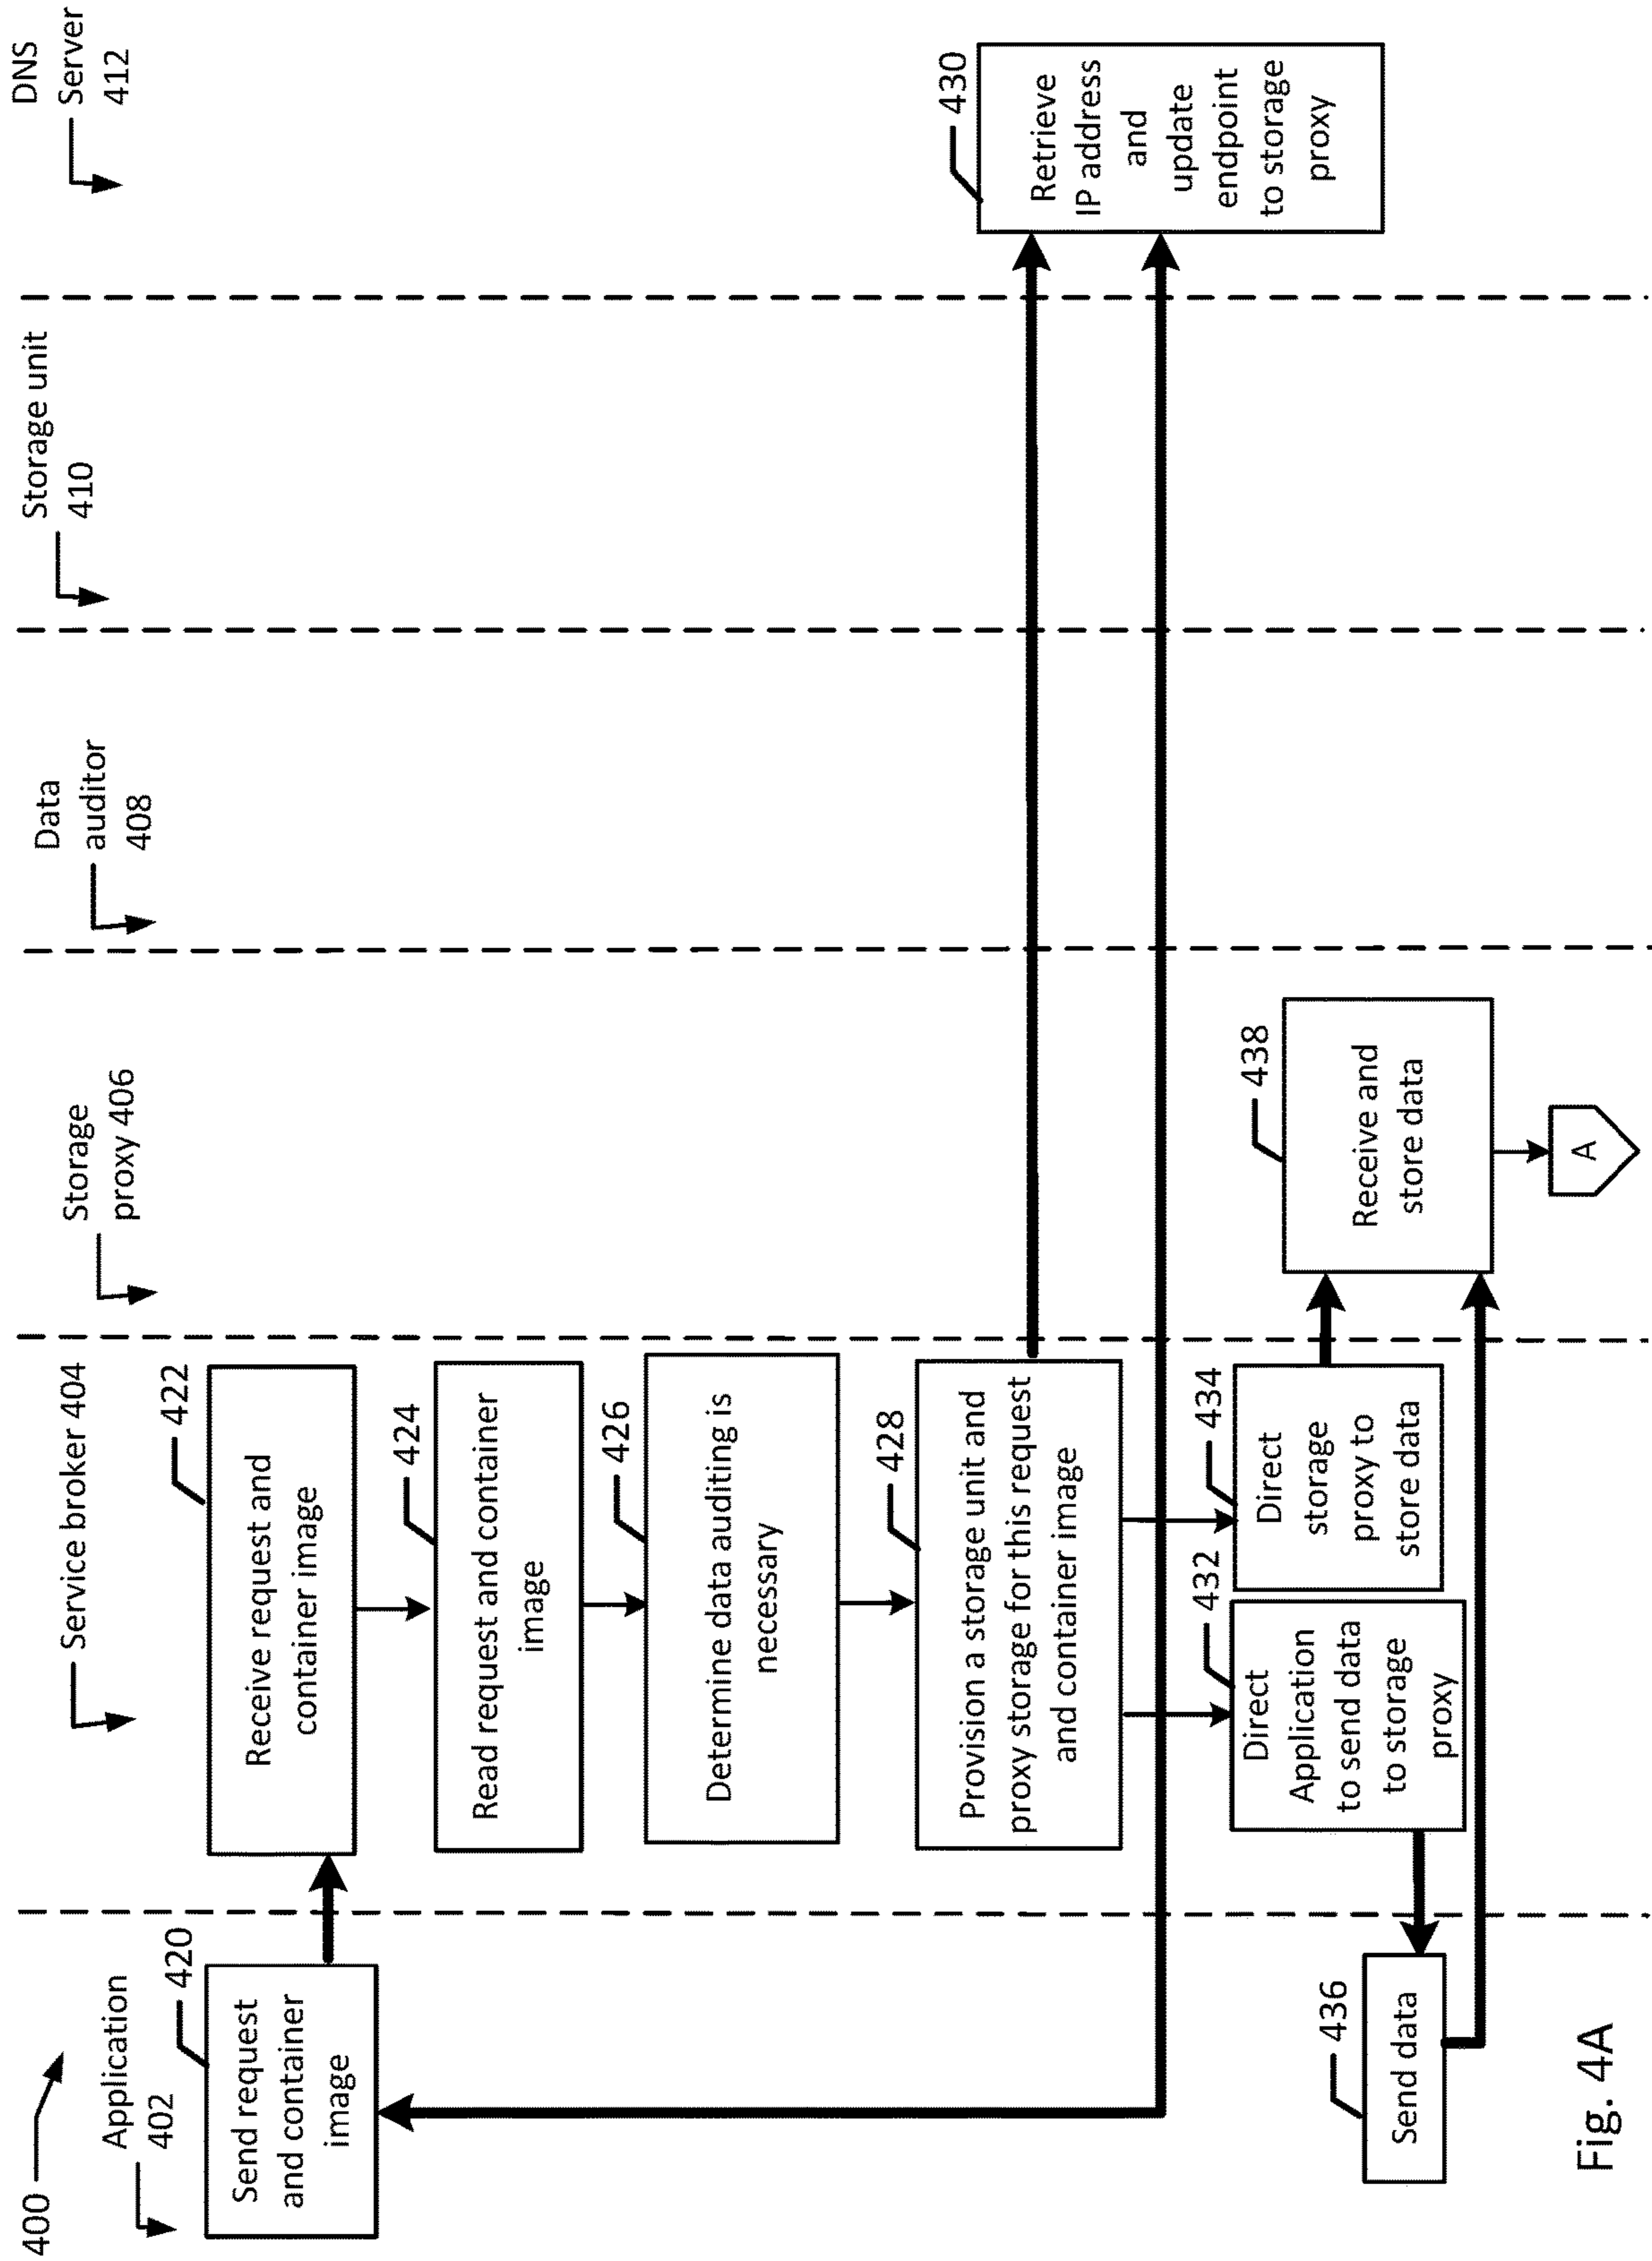 400
Application
402
Service broker 404
Storage
proxy 406
Data
auditor
408
Storage unit
410
DNS
Server
412
420
Send request
and container
image
422
Receive request and
container image
424
Read request and container
image
426
Determine data auditing is
necessary
428
Provision a storage unit and
proxy storage for this request
and container image
430
Retrieve
IP address
and
update
endpoint
to storage
proxy
432
Direct
Application
to send data
to storage
proxy
434
Direct
storage
proxy to
store data
436
Send data
438
Receive and
store data
A
Fig. 4A